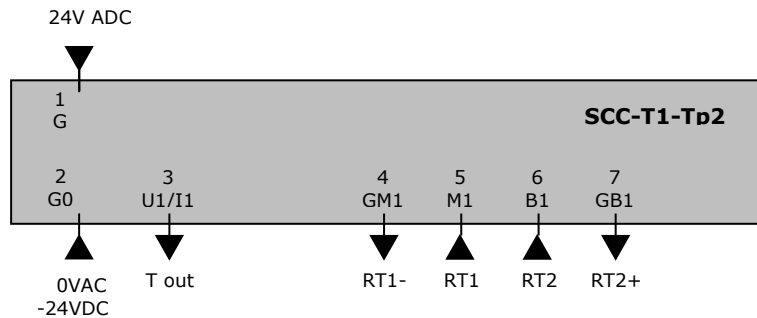 24V ADC
1
G
SCC-T1-Tp2
2 3 4 5 6 7
G0 U1/I1 GM1 M1 B1 GB1
0VAC T out RT1- RT1 RT2 RT2+
-24VDC